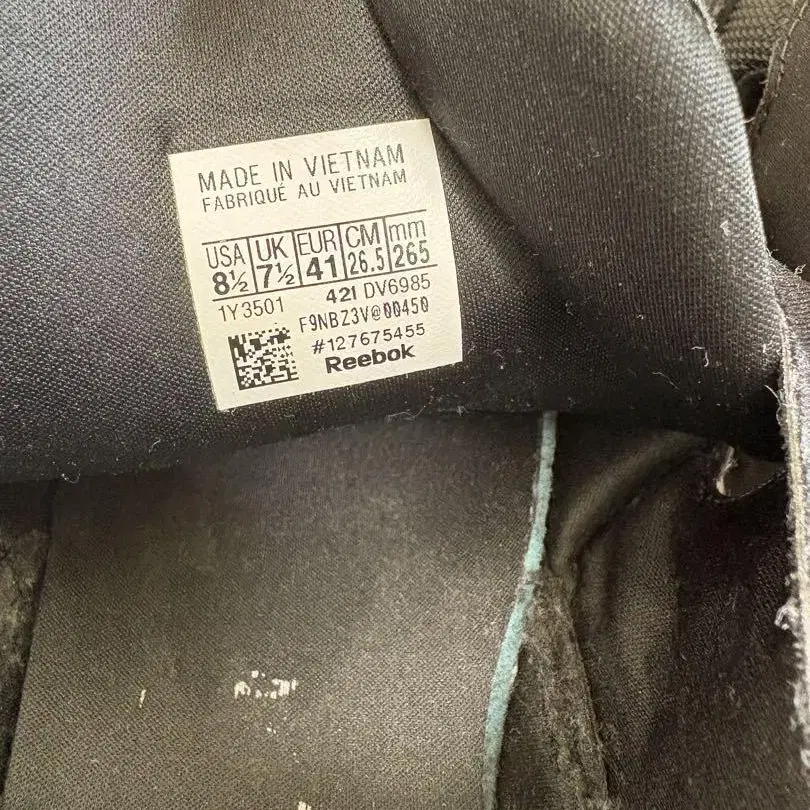 MADE IN VIETNAM
FABRIQUÉ AU VIETNAM
USA UK EUR CM mm
8½ 7½ 41 26.5 265
1Y3501 421 DV6985
F9NBZ3V@00450
#127675455
Reebok